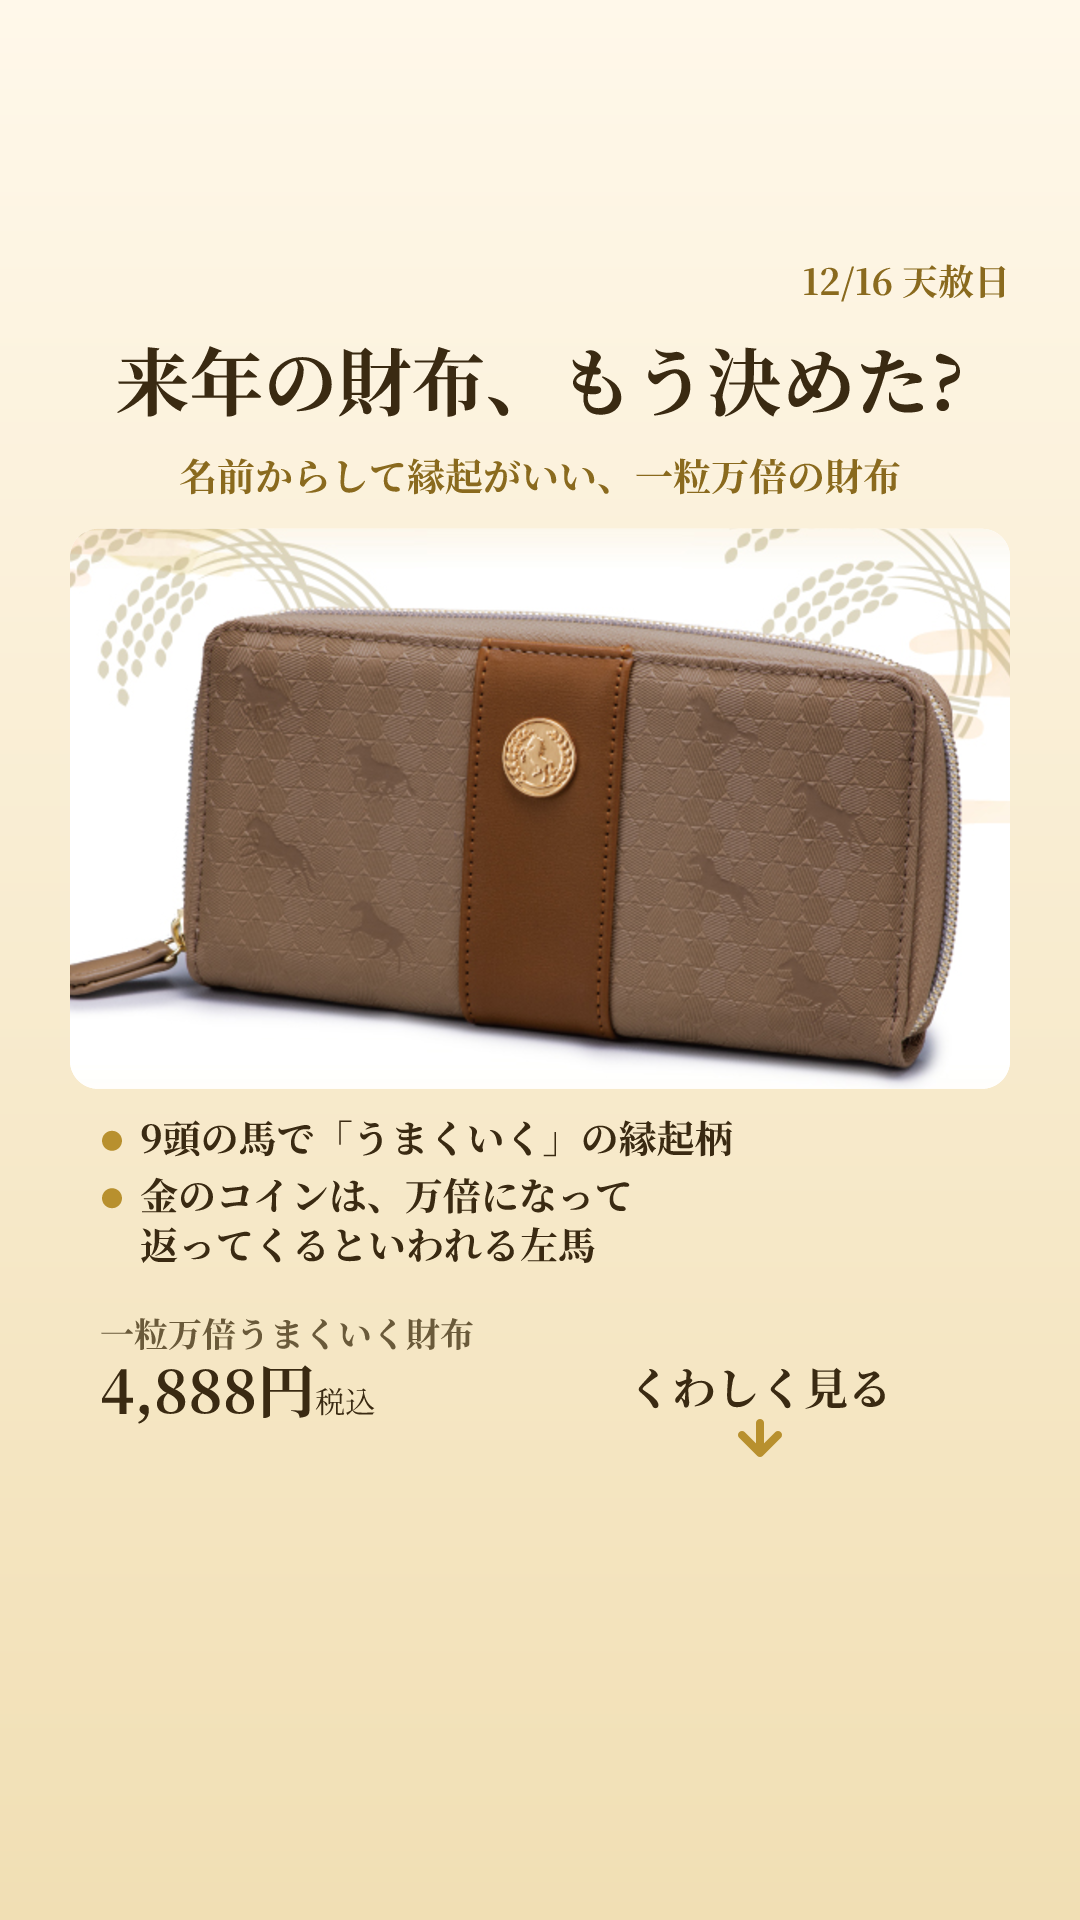 12/16 天赦日
来年の財布、もう決めた?
名前からして縁起がいい、一粒万倍の財布
9頭の馬で「うまくいく」の縁起柄
金のコインは、万倍になって
返ってくるといわれる左馬
一粒万倍うまくいく財布
4,888円税込
くわしく見る